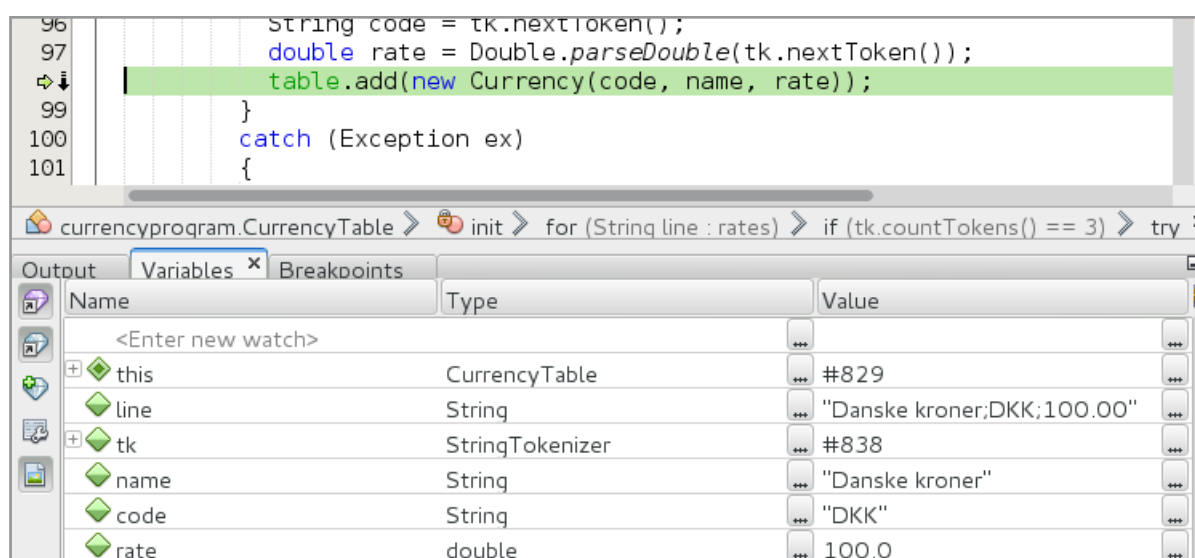 96 String code = tk.nextToken();
97 double rate = Double.parseDouble(tk.nextToken());
table.add(new Currency(code, name, rate));
99 }
100 catch (Exception ex)
101 {
currencyprogram.CurrencyTable init for (String line : rates) if (tk.countTokens() == 3) try
Output Variables × Breakpoints
Name Type Value
<Enter new watch> ... ...
this CurrencyTable ... #829 ...
line String ... "Danske kroner;DKK;100.00" ...
tk StringTokenizer ... #838 ...
name String ... "Danske kroner" ...
code String ... "DKK" ...
rate double ... 100.0 ...